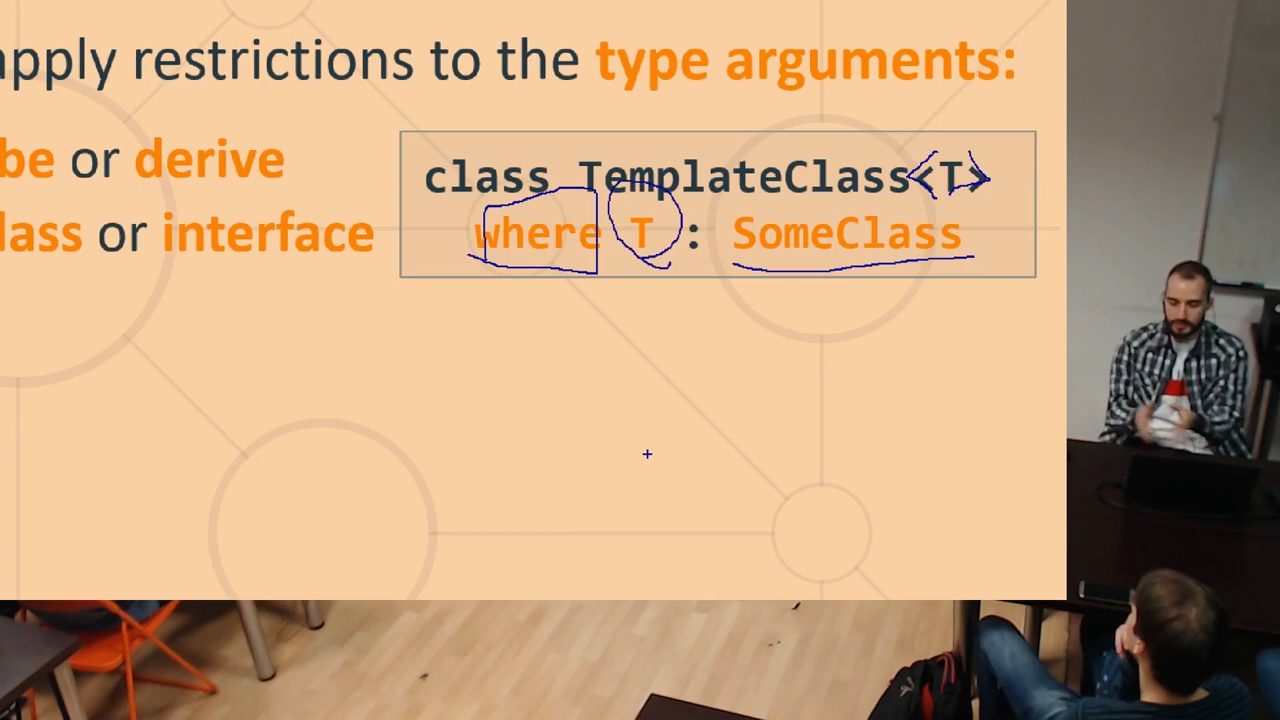 apply restrictions to the type arguments:
be or derive
class TemplateClass<T>
where T : SomeClass
lass or interface